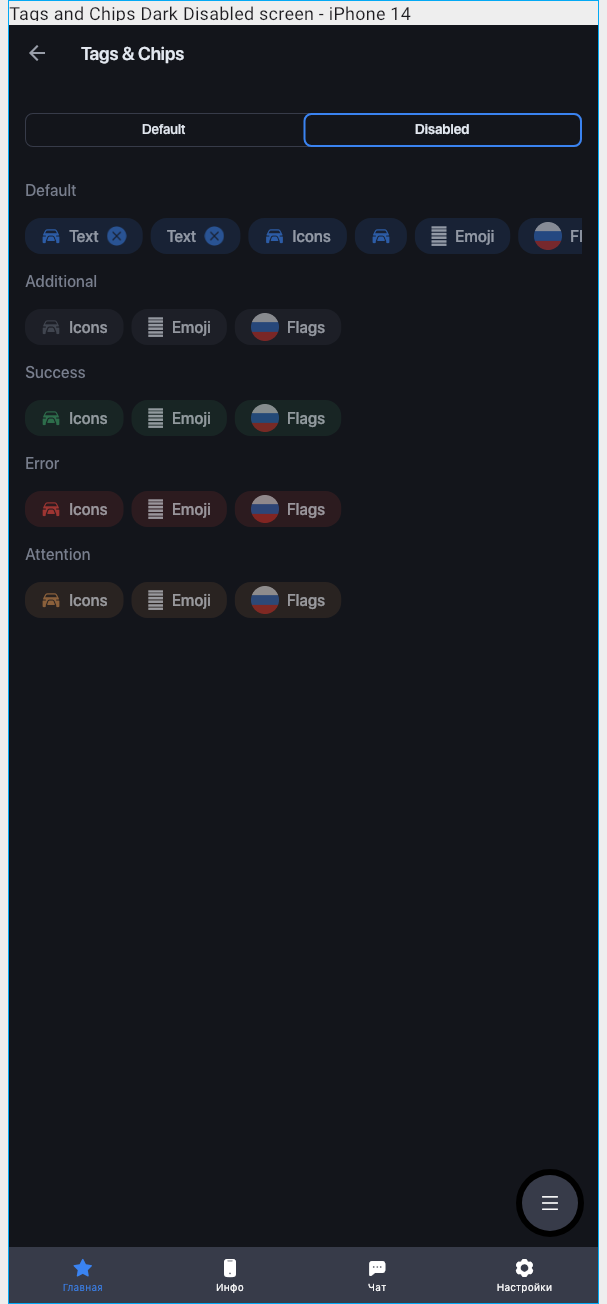 Tags and Chips Dark Disabled screen - iPhone 14
Tags & Chips
Default Disabled
Default
Text Text Icons Emoji Fl
Additional
Icons Emoji Flags
Success
Icons Emoji Flags
Error
Icons Emoji Flags
Attention
Icons Emoji Flags
Главная Инфо Чат Настройки